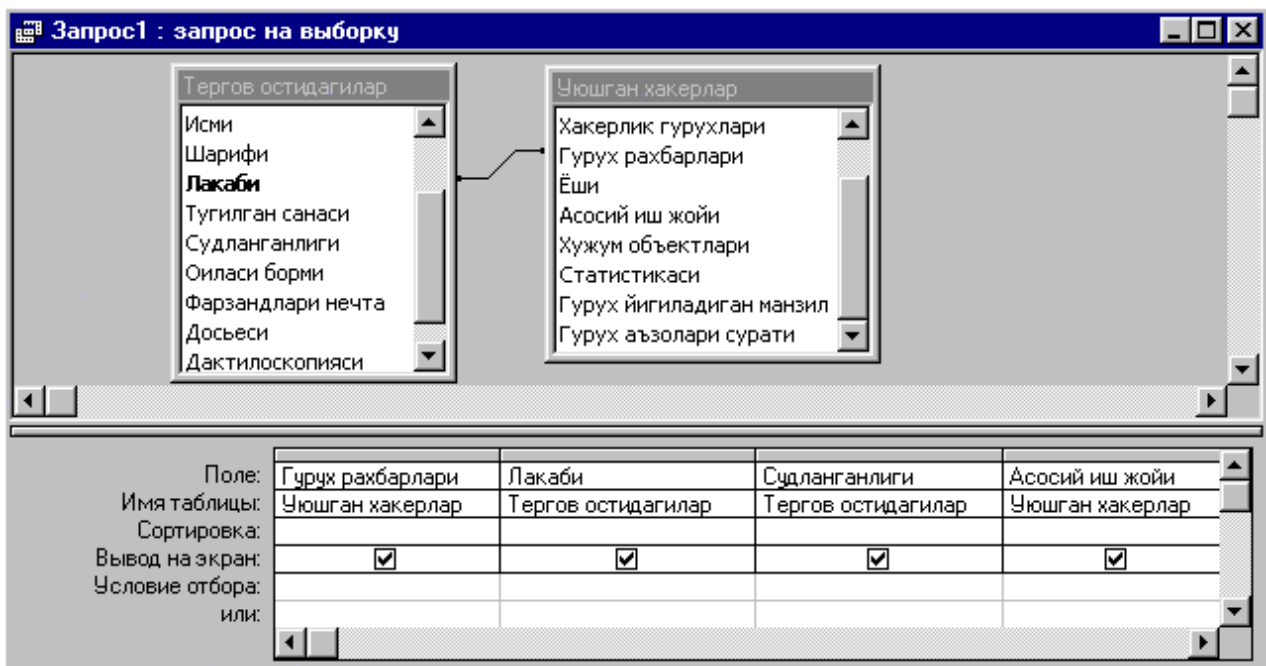 Запрос1 : запрос на выборку
Тергов остидагилар
Исми
Шарифи
Лакаби
Тугилган санаси
Судланганлиги
Оиласи борми
Фарзандлари нечта
Досьеси
Дактилоскопияси
Уюшган хакерлар
Хакерлик гурухлари
Гурух рахбарлари
Ёши
Асосий иш жойи
Хужум объектлари
Статистикаси
Гурух йигиладиган манзил
Гурух аъзолари сурати
Поле: Гурух рахбарлари Лакаби Судланганлиги Асосий иш жойи
Имя таблицы: Уюшган хакерлар Тергов остидагилар Тергов остидагилар Уюшган хакерлар
Сортировка:
Вывод на экран:
Условие отбора:
или: